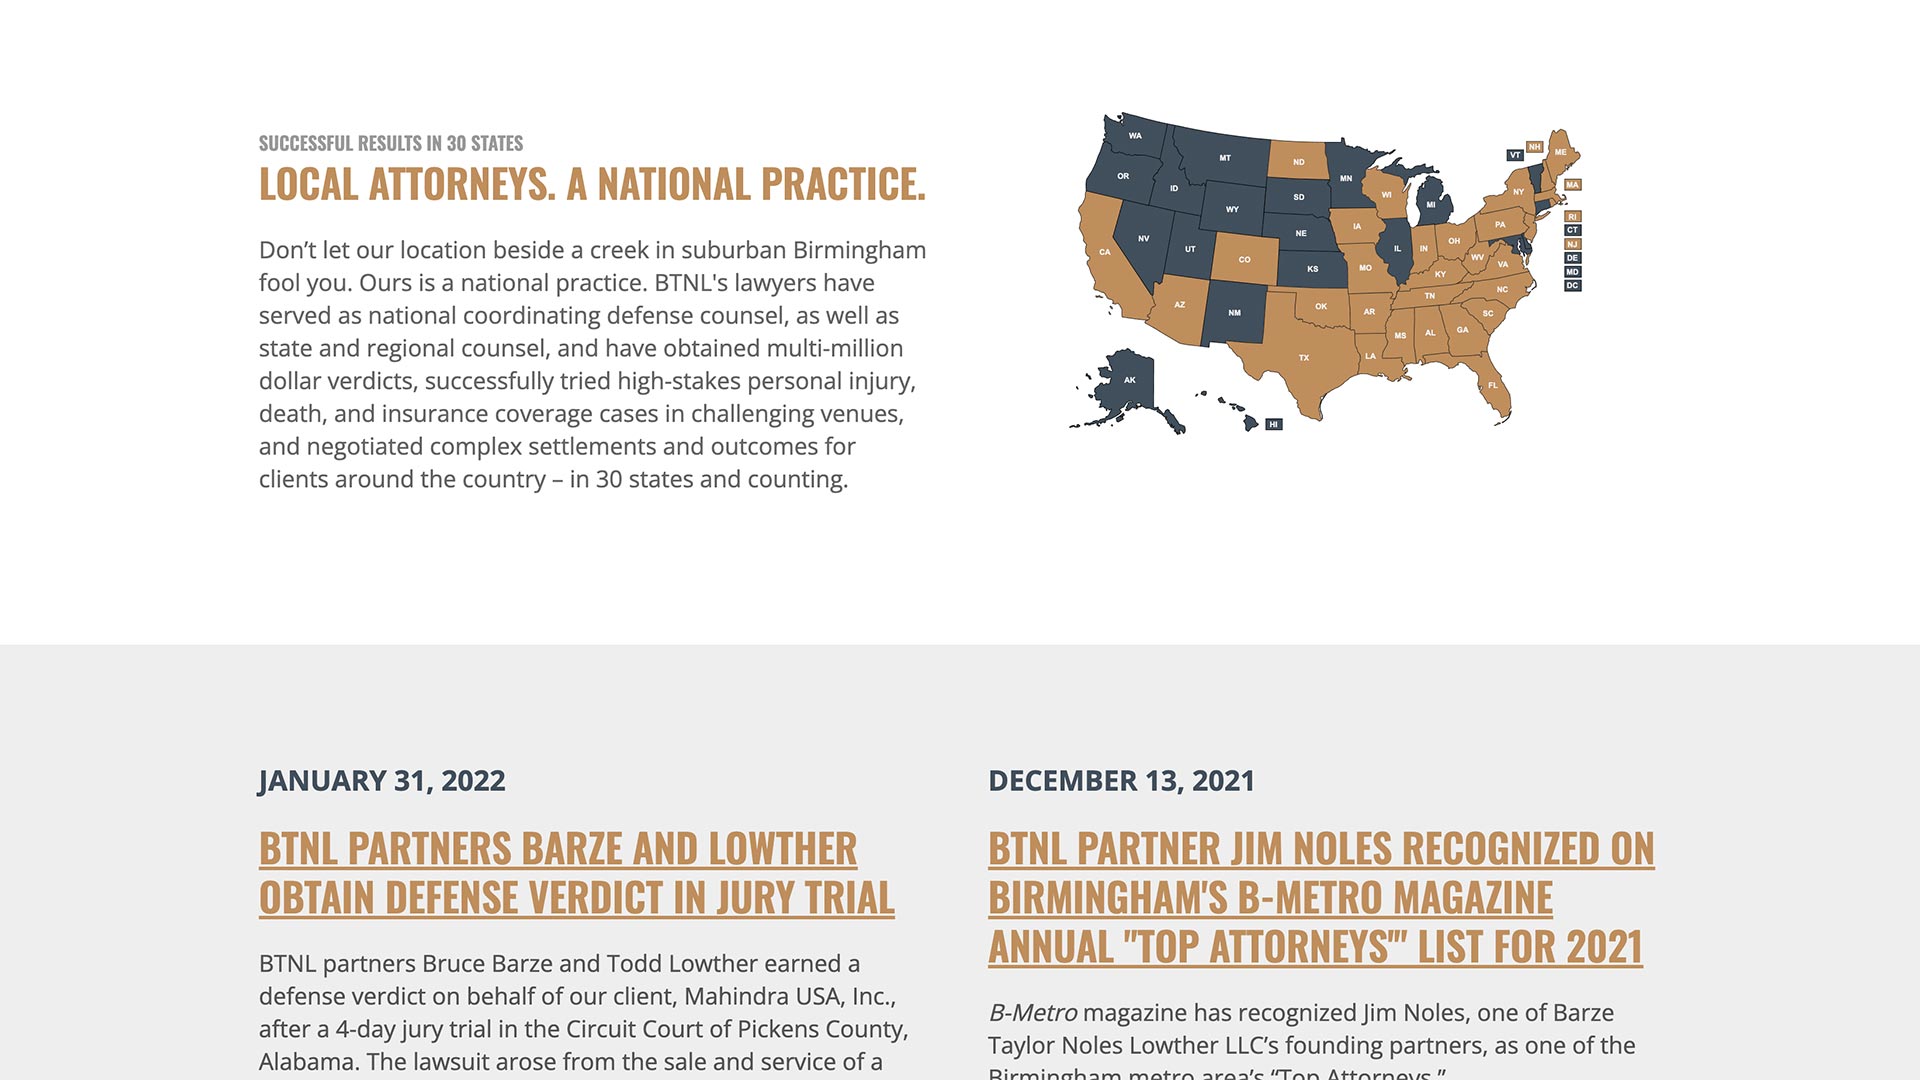 SUCCESSFUL RESULTS IN 30 STATES
LOCAL ATTORNEYS. A NATIONAL PRACTICE.
Don’t let our location beside a creek in suburban Birmingham
fool you. Ours is a national practice. BTNL's lawyers have
served as national coordinating defense counsel, as well as
state and regional counsel, and have obtained multi-million
dollar verdicts, successfully tried high-stakes personal injury,
death, and insurance coverage cases in challenging venues,
and negotiated complex settlements and outcomes for
clients around the country – in 30 states and counting.
WA
MT
ND
MN
OR
ID
WY
SD
WI
MI
NY
VT
NH
ME
MA
RI
CT
NJ
DE
MD
DC
CA
NV
UT
CO
NE
KS
IA
IL
IN
OH
PA
MO
KY
WV
VA
AZ
NM
OK
AR
TN
NC
SC
TX
LA
MS
AL
GA
FL
AK
HI
JANUARY 31, 2022
BTNL PARTNERS BARZE AND LOWTHER
OBTAIN DEFENSE VERDICT IN JURY TRIAL
BTNL partners Bruce Barze and Todd Lowther earned a
defense verdict on behalf of our client, Mahindra USA, Inc.,
after a 4-day jury trial in the Circuit Court of Pickens County,
Alabama. The lawsuit arose from the sale and service of a
DECEMBER 13, 2021
BTNL PARTNER JIM NOLES RECOGNIZED ON
BIRMINGHAM'S B-METRO MAGAZINE
ANNUAL "TOP ATTORNEYS'" LIST FOR 2021
B-Metro magazine has recognized Jim Noles, one of Barze
Taylor Noles Lowther LLC’s founding partners, as one of the
Birmingham metro area’s “Top Attorneys.”